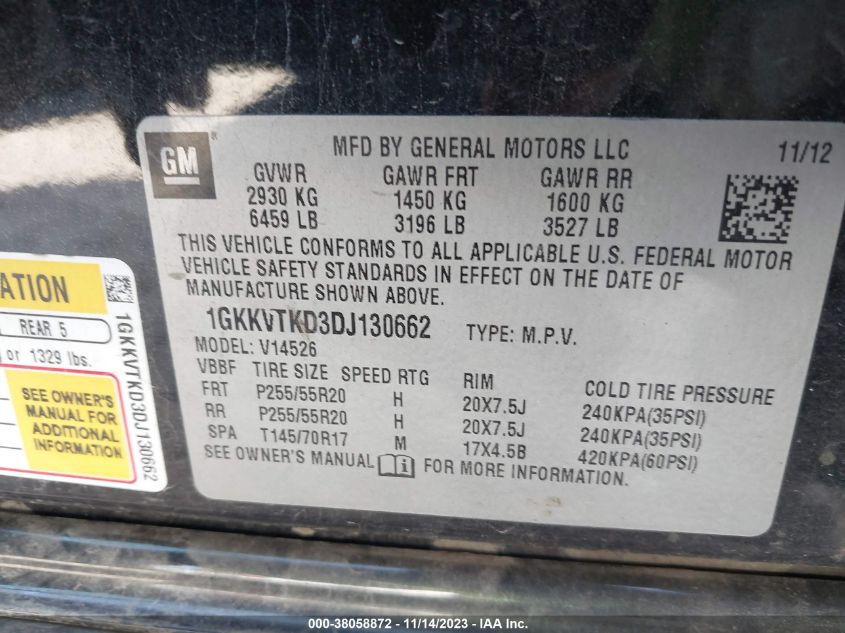 GM
MFD BY GENERAL MOTORS LLC 11/12
GVWR GAWR FRT GAWR RR
2930 KG 1450 KG 1600 KG
6459 LB 3196 LB 3527 LB
THIS VEHICLE CONFORMS TO ALL APPLICABLE U.S. FEDERAL MOTOR
VEHICLE SAFETY STANDARDS IN EFFECT ON THE DATE OF
MANUFACTURE SHOWN ABOVE.
1GKKVTKD3DJ130662 TYPE: M.P.V.
MODEL: V14526
VBBF TIRE SIZE SPEED RTG RIM COLD TIRE PRESSURE
FRT P255/55R20 H 20X7.5J 240KPA(35PSI)
RR P255/55R20 H 20X7.5J 240KPA(35PSI)
SPA T145/70R17 M 17X4.5B 420KPA(60PSI)
SEE OWNER'S MANUAL FOR MORE INFORMATION.
ATION
REAR 5
or 1329 lbs.
SEE OWNER'S
MANUAL FOR
ADDITIONAL
INFORMATION
1GKKVTKD3DJ130662
000-38058872 - 11/14/2023 - IAA Inc.